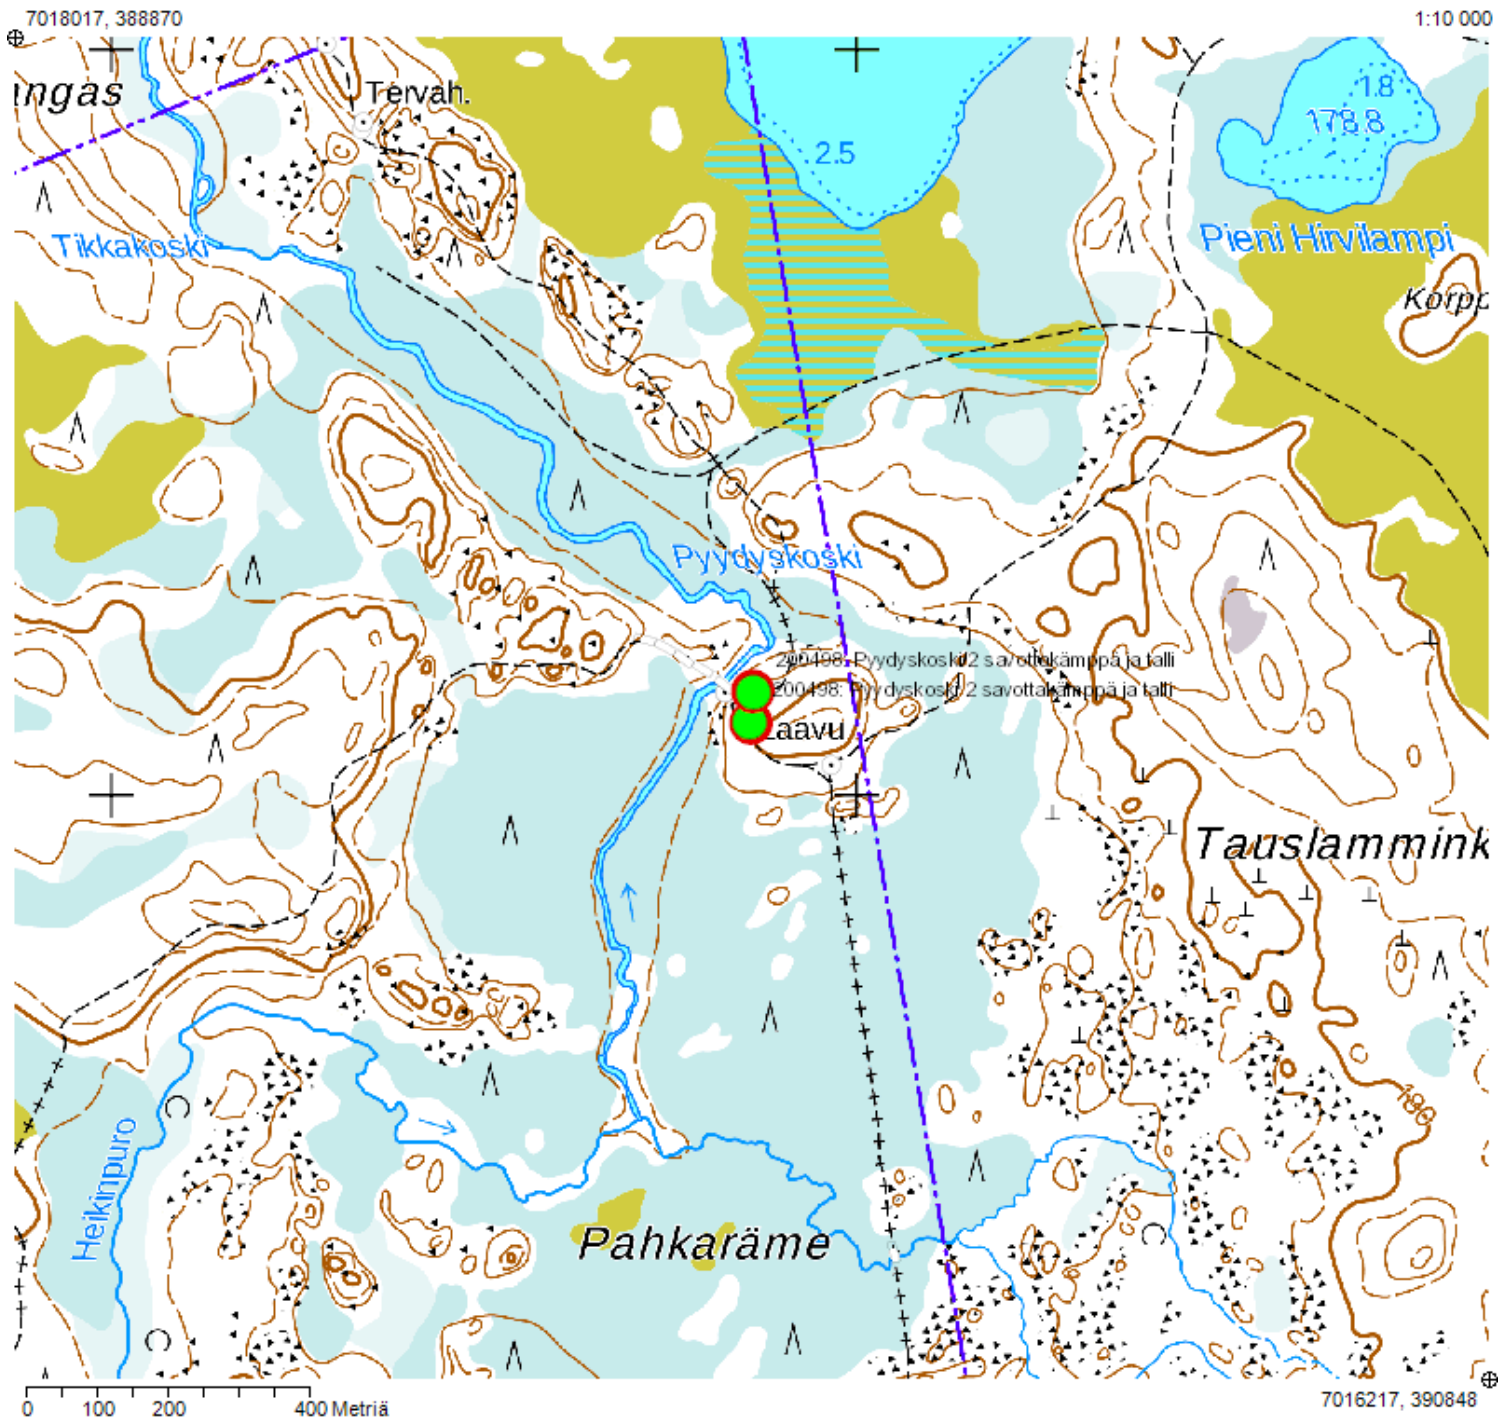 7018017, 388870
1:10 000
ngas
Tervah.
1.8
178.8
2.5
Tikkakoski
Pieni Hirvilampi
Korpp
Pyydyskoski
200498: Pyydyskoski 2 savottakämppä ja talli
200498: Pyydyskoski 2 savottakämppä ja talli
Laavu
Tauslammink
180
Heikinpuro
Pahkaräme
0 100 200 400 Metriä
7016217, 390848